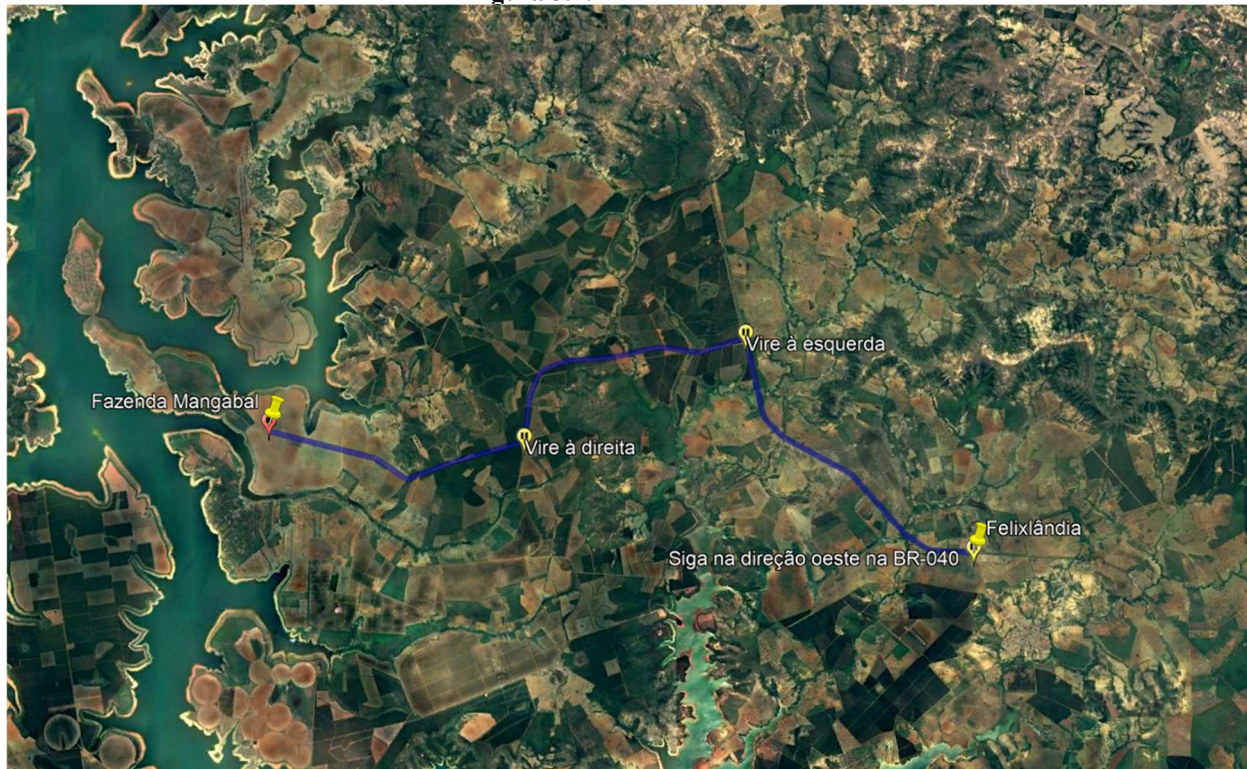 Vire à esquerda
Fazenda Mangabal
Vire à direita
Felixlândia
Siga na direção oeste na BR-040